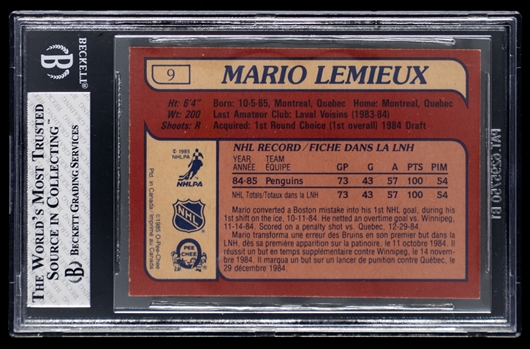 BECKETT
THE WORLD'S MOST TRUSTED
SOURCE IN COLLECTING™
BECKETT GRADING SERVICES
9
MARIO LEMIEUX
Ht: 6'4" Born: 10-5-65, Montreal, Quebec Home: Montreal, Quebec
Wt: 200 Last Amateur Club: Laval Voisins (1983-84)
Shoots: R Acquired: 1st Round Choice (1st overall) 1984 Draft
© 1985
NHLPA
NHLPA
NHL
O-PEE-CHEE
©1985 O-Pee-Chee
Ptd. in Canada Imprimé au Canada
NHL RECORD / FICHE DANS LA LNH
YEAR TEAM
ANNÉE ÉQUIPE GP G A PTS PIM
84-85 Penguins 73 43 57 100 54
NHL Totals/Totaux dans la LNH 73 43 57 100 54
Mario converted a Boston mistake into his 1st NHL goal, during
his 1st shift on the ice, 10-11-84. He netted an overtime goal vs. Winnipeg,
11-14-84. Scored on a penalty shot vs. Quebec, 12-29-84.
Mario transforma une erreur des Bruins en son premier but dans la
LNH, dès sa première présence sur la patinoire, le 11 octobre 1984. Il
réussit un but en temps supplémentaire contre Winnipeg, le 14 novembre
1984. Il marqua un but sur un lancer de punition contre Québec, le
29 décembre 1984.